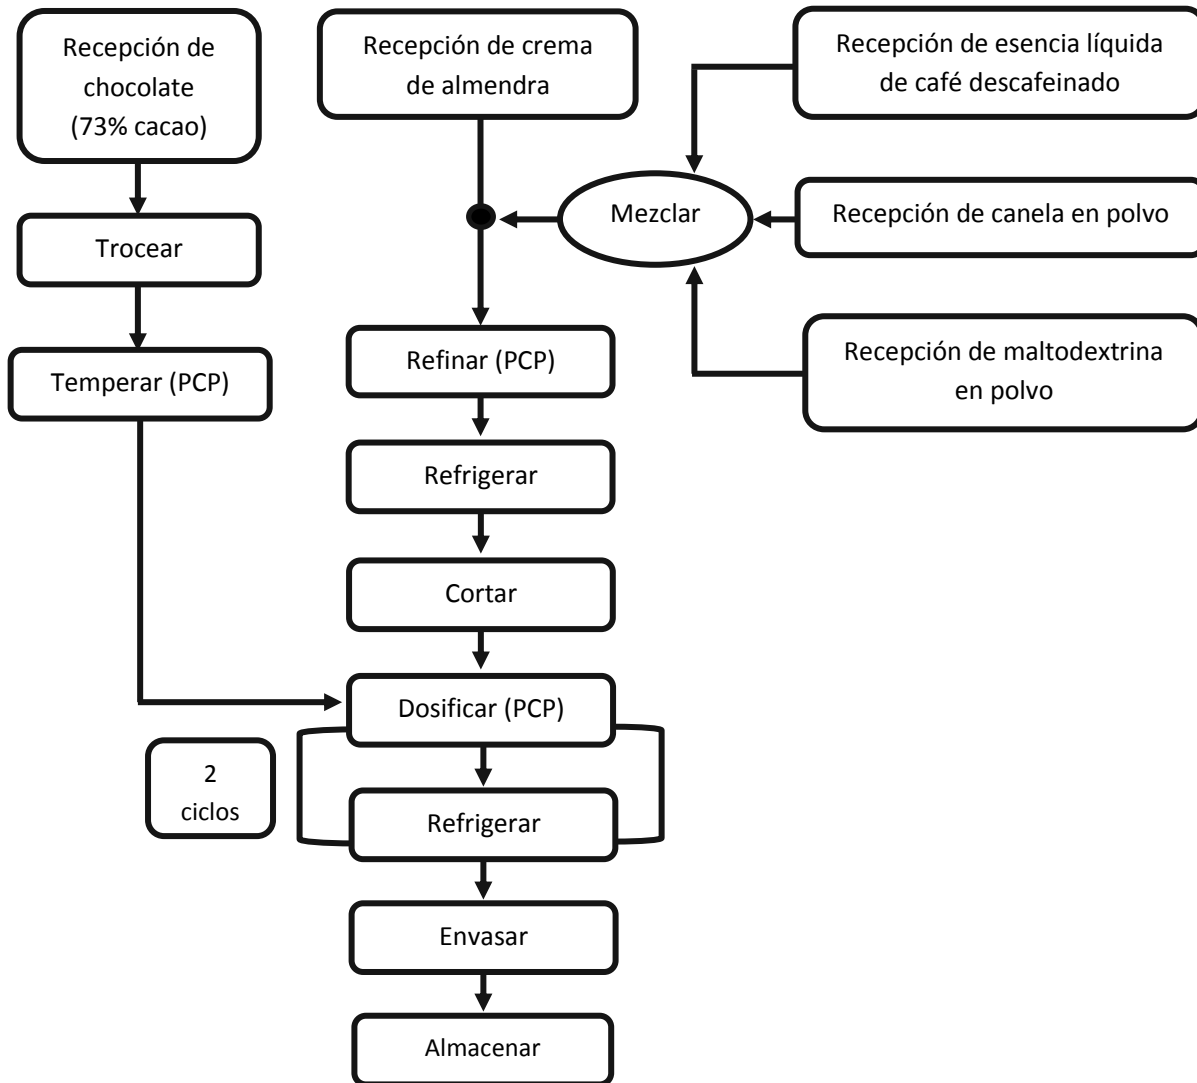 Recepción de
chocolate
(73% cacao)
Trocear
Temperar (PCP)
Recepción de crema
de almendra
Mezclar
Recepción de esencia líquida
de café descafeinado
Recepción de canela en polvo
Recepción de maltodextrina
en polvo
Refinar (PCP)
Refrigerar
Cortar
Dosificar (PCP)
2
ciclos
Refrigerar
Envasar
Almacenar